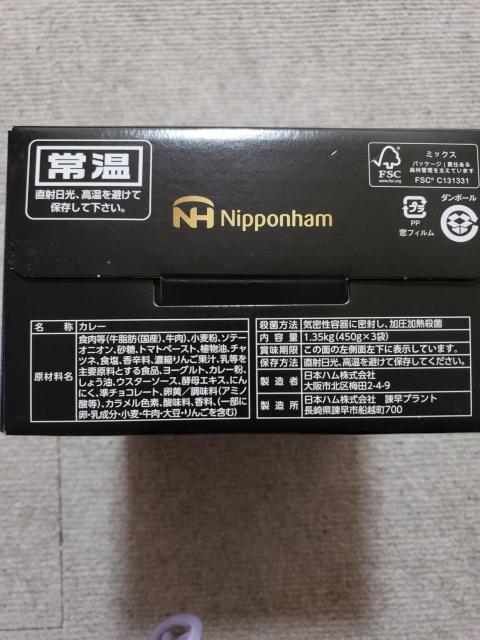 常温
直射日光、高温を避けて
保存して下さい。
NH Nipponham
FSC
www.fsc.org
ミックス
パッケージ|責任ある
森林管理を支えています
FSC® C131331
プラ
PP
窓フィルム
ダンボール
名 称 カレー
原材料名 食肉等(牛脂肪(国産)、牛肉)、小麦粉、ソテー
オニオン、砂糖、トマトペースト、植物油、チャ
ツネ、食塩、香辛料、濃縮りんご果汁、乳等を
主要原料とする食品、ヨーグルト、カレー粉、
しょう油、ウスターソース、酵母エキス、にん
にく、準チョコレート、卵黄/調味料(アミノ
酸等)、カラメル色素、酸味料、香料、(一部に
卵・乳成分・小麦・牛肉・大豆・りんごを含む)
殺菌方法 気密性容器に密封し、加圧加熱殺菌
内 容 量 1.35kg(450g×3袋)
賞味期限 この面の左側面左下に表示しています。
保存方法 直射日光、高温を避けて保存してください。
製 造 者 日本ハム株式会社
大阪市北区梅田2-4-9
製 造 所 日本ハム株式会社 諫早プラント
長崎県諫早市船越町700